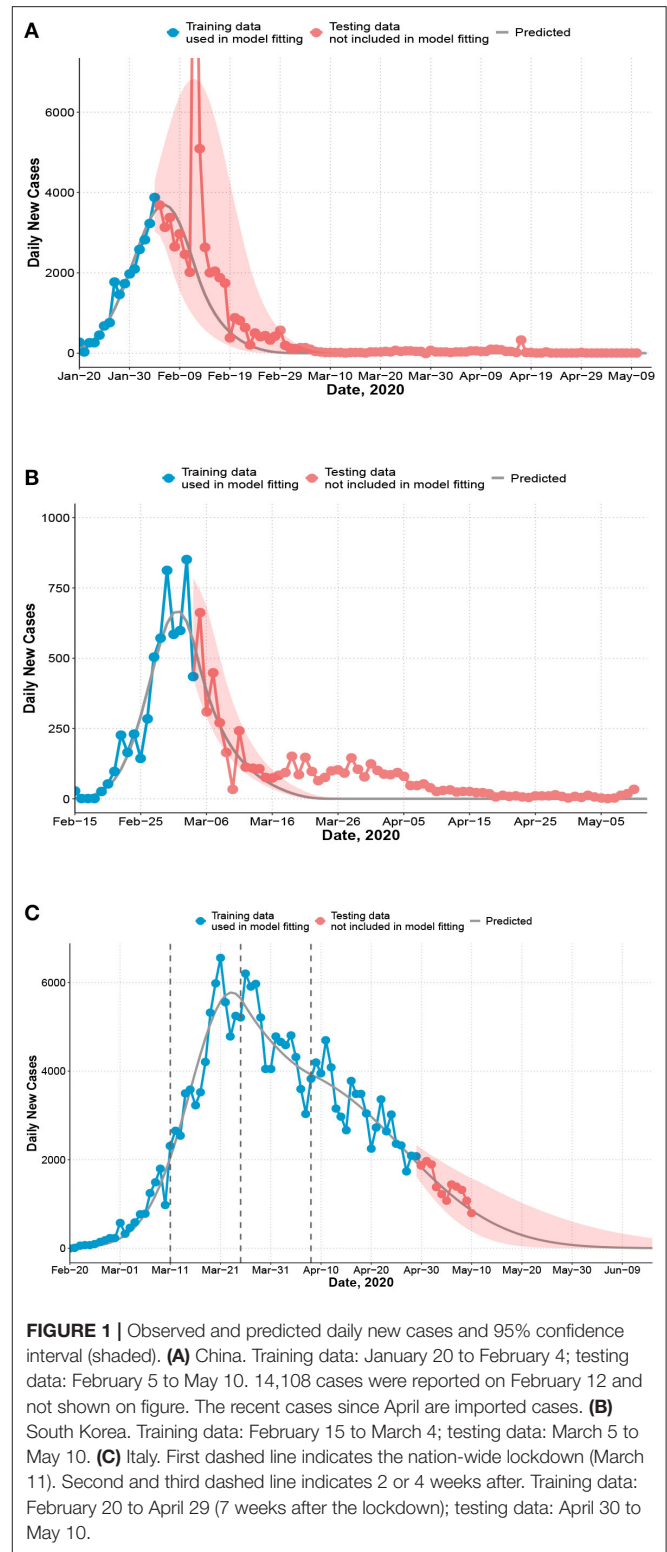 A
Training data
used in model fitting
Testing data
not included in model fitting
Predicted
Daily New Cases
6000
4000
2000
0
Jan-20 Jan-30 Feb-09 Feb-19 Feb-29 Mar-10 Mar-20 Mar-30 Apr-09 Apr-19 Apr-29 May-09
Date, 2020
B
Training data
used in model fitting
Testing data
not included in model fitting
Predicted
Daily New Cases
1000
750
500
250
0
Feb-15 Feb-25 Mar-06 Mar-16 Mar-26 Apr-05 Apr-15 Apr-25 May-05
Date, 2020
C
Training data
used in model fitting
Testing data
not included in model fitting
Predicted
Daily New Cases
6000
4000
2000
0
Feb-20 Mar-01 Mar-11 Mar-21 Mar-31 Apr-10 Apr-20 Apr-30 May-10 May-20 May-30 Jun-09
Date, 2020
FIGURE 1 | Observed and predicted daily new cases and 95% confidence
interval (shaded). (A) China. Training data: January 20 to February 4; testing
data: February 5 to May 10. 14,108 cases were reported on February 12 and
not shown on figure. The recent cases since April are imported cases. (B)
South Korea. Training data: February 15 to March 4; testing data: March 5 to
May 10. (C) Italy. First dashed line indicates the nation-wide lockdown (March
11). Second and third dashed line indicates 2 or 4 weeks after. Training data:
February 20 to April 29 (7 weeks after the lockdown); testing data: April 30 to
May 10.